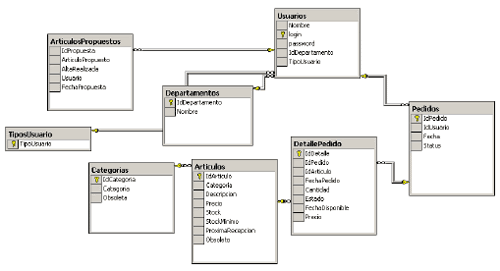 Usuarios
Nombre
login
password
IdDepartamento
TipoUsuario
ArticulosPropuestos
IdPropuesta
ArticuloPropuesto
AltaRealizada
Usuario
FechaPropuesta
Departamentos
IdDepartamento
Nombre
Pedidos
IdPedido
IdUsuario
Fecha
Status
TiposUsuario
TipoUsuario
DetallePedido
IdDetalle
IdPedido
IdArticulo
FechaPedido
Cantidad
Estado
FechaDisponible
Precio
Categorias
IdCategoria
Categoria
Obsoleta
Articulos
IdArticulo
Categoria
Descripcion
Precio
Stock
StockMinimo
ProximaRecepcion
Obsoleto